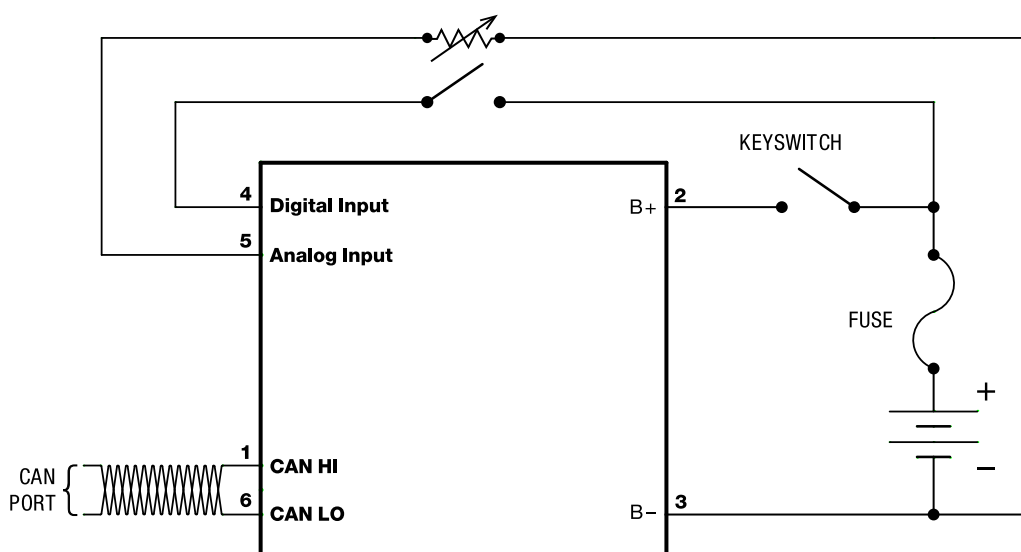 KEYSWITCH
4
Digital Input
B+
2
5
Analog Input
FUSE
+
−
1
CAN HI
CAN
PORT
6
CAN LO
B−
3